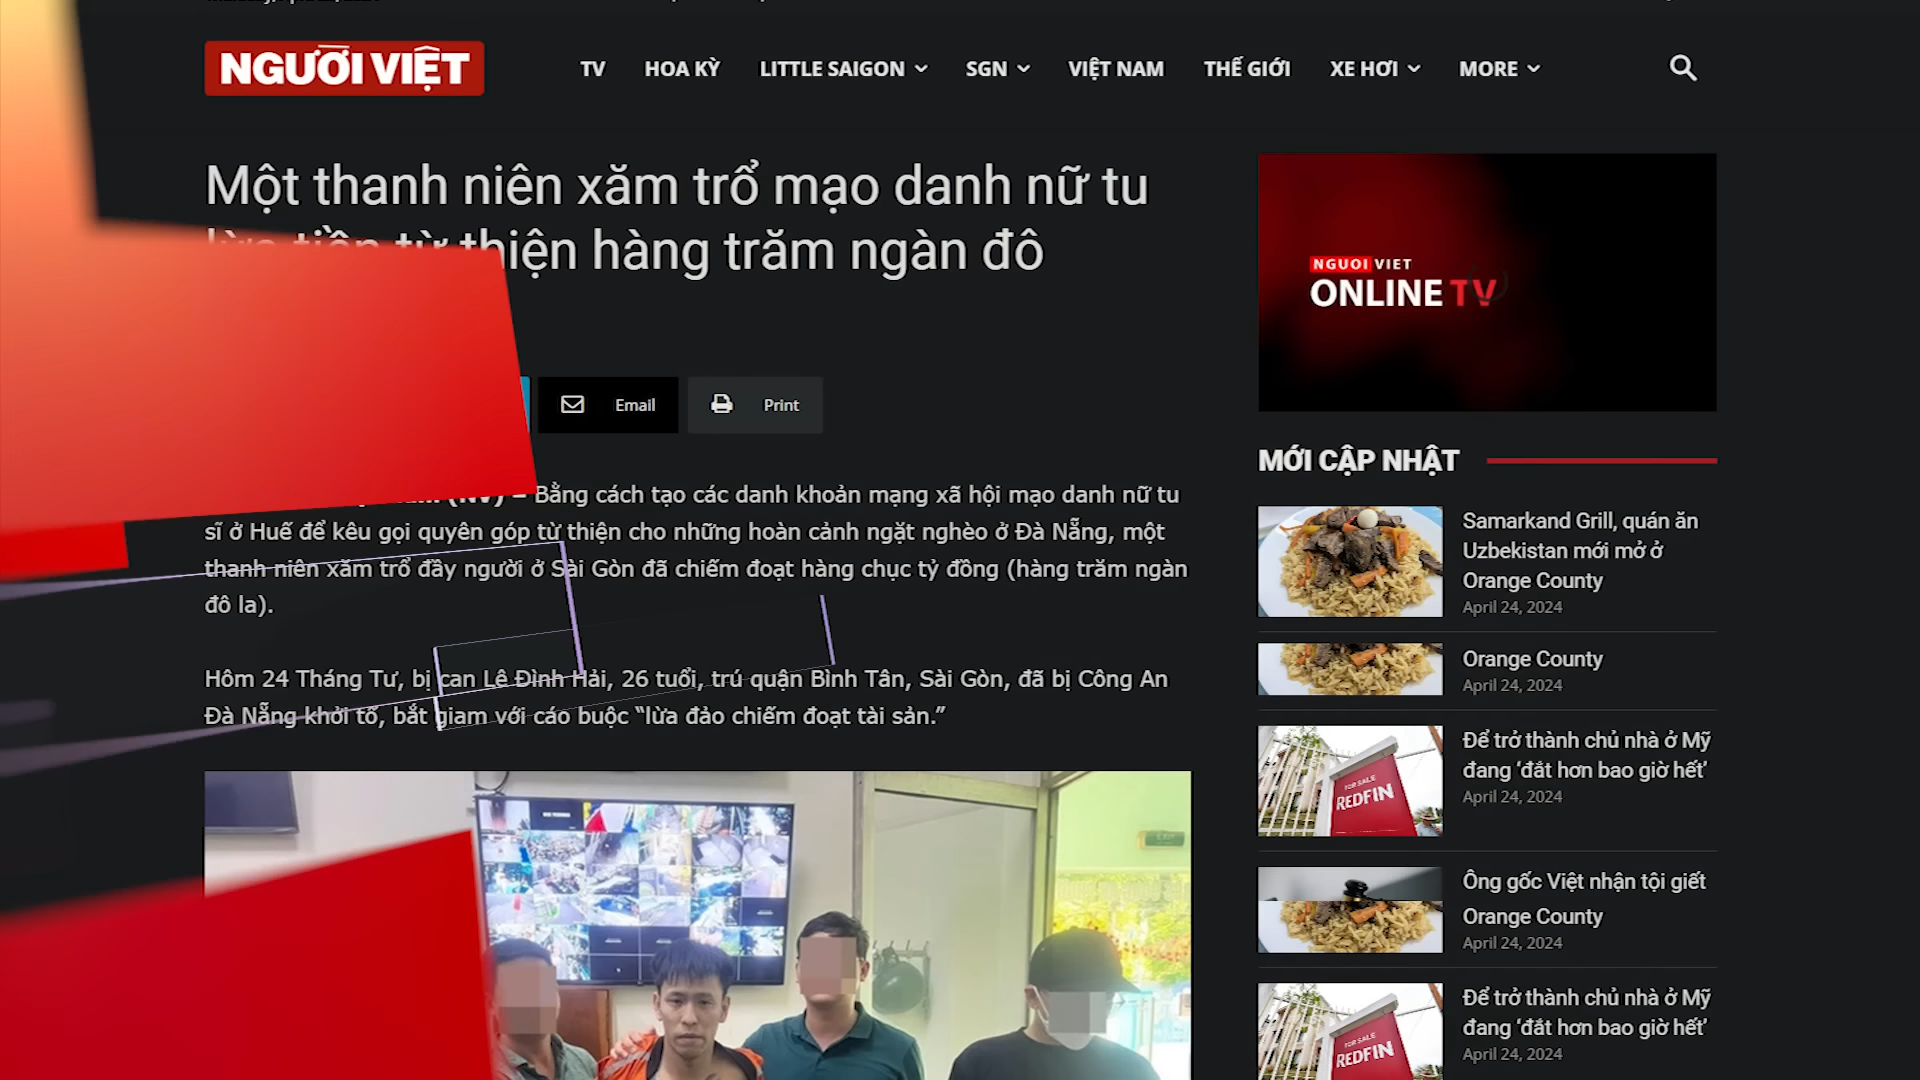 NGƯỜI VIỆT
TV
HOA KỲ
LITTLE SAIGON
SGN
VIỆT NAM
THẾ GIỚI
XE HƠI
MORE
Một thanh niên xăm trổ mạo danh nữ tu
lừa tiền từ thiện hàng trăm ngàn đô
Email
Print
(NV) – Bằng cách tạo các danh khoản mạng xã hội mạo danh nữ tu
sĩ ở Huế để kêu gọi quyên góp từ thiện cho những hoàn cảnh ngặt nghèo ở Đà Nẵng, một
thanh niên xăm trổ đầy người ở Sài Gòn đã chiếm đoạt hàng chục tỷ đồng (hàng trăm ngàn
đô la).
Hôm 24 Tháng Tư, bị can Lê Đình Hải, 26 tuổi, trú quận Bình Tân, Sài Gòn, đã bị Công An
Đà Nẵng khởi tố, bắt giam với cáo buộc “lừa đảo chiếm đoạt tài sản.”
NGUOI VIET
ONLINE TV
MỚI CẬP NHẬT
Samarkand Grill, quán ăn
Uzbekistan mới mở ở
Orange County
April 24, 2024
Orange County
April 24, 2024
Để trở thành chủ nhà ở Mỹ
đang ‘đắt hơn bao giờ hết’
April 24, 2024
FOR SALE
REDFIN
Ông gốc Việt nhận tội giết
Orange County
April 24, 2024
Để trở thành chủ nhà ở Mỹ
đang ‘đắt hơn bao giờ hết’
April 24, 2024
FOR SALE
REDFIN